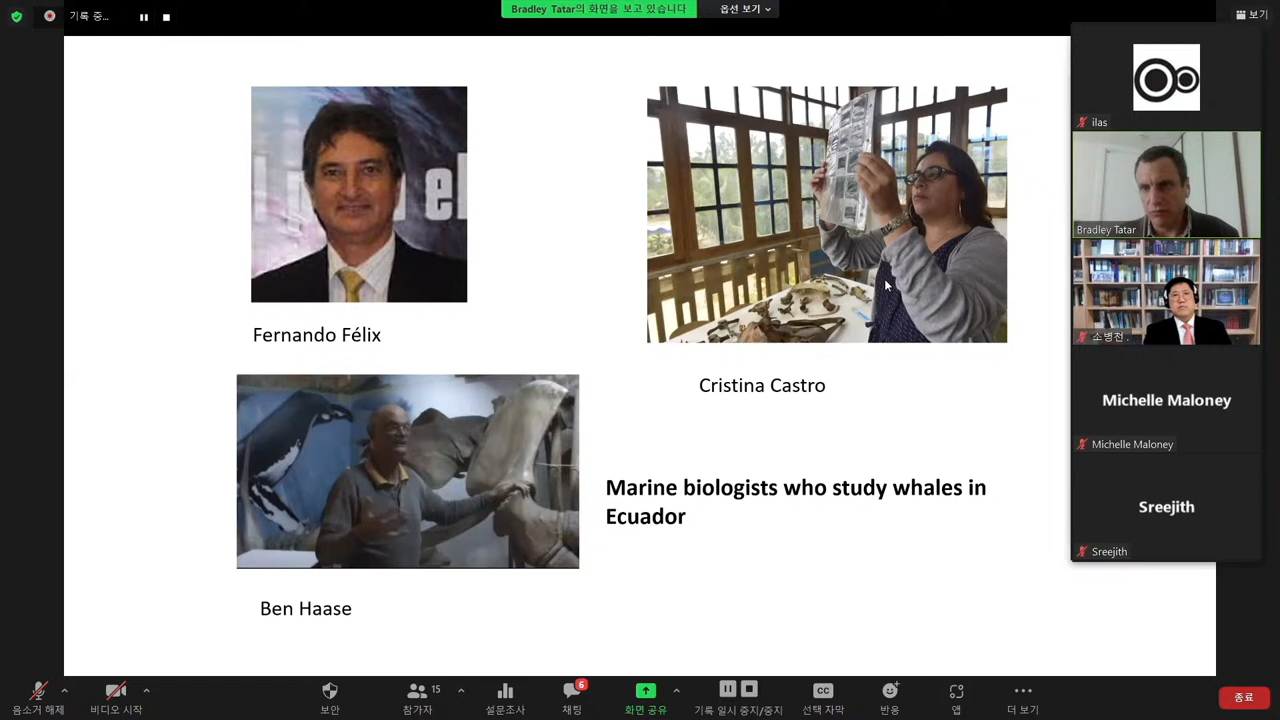 기록 중...
Bradley Tatar의 화면을 보고 있습니다
옵션 보기
보기
ilas
Bradley Tatar
소병천 .
Michelle Maloney
Michelle Maloney
Sreejith
Sreejith
el
Fernando Félix
Cristina Castro
Marine biologists who study whales in
Ecuador
Ben Haase
음소거 해제
비디오 시작
보안
15
참가자
설문조사
6
채팅
화면 공유
기록 일시 중지/중지
CC
선택 자막
반응
앱
더 보기
종료